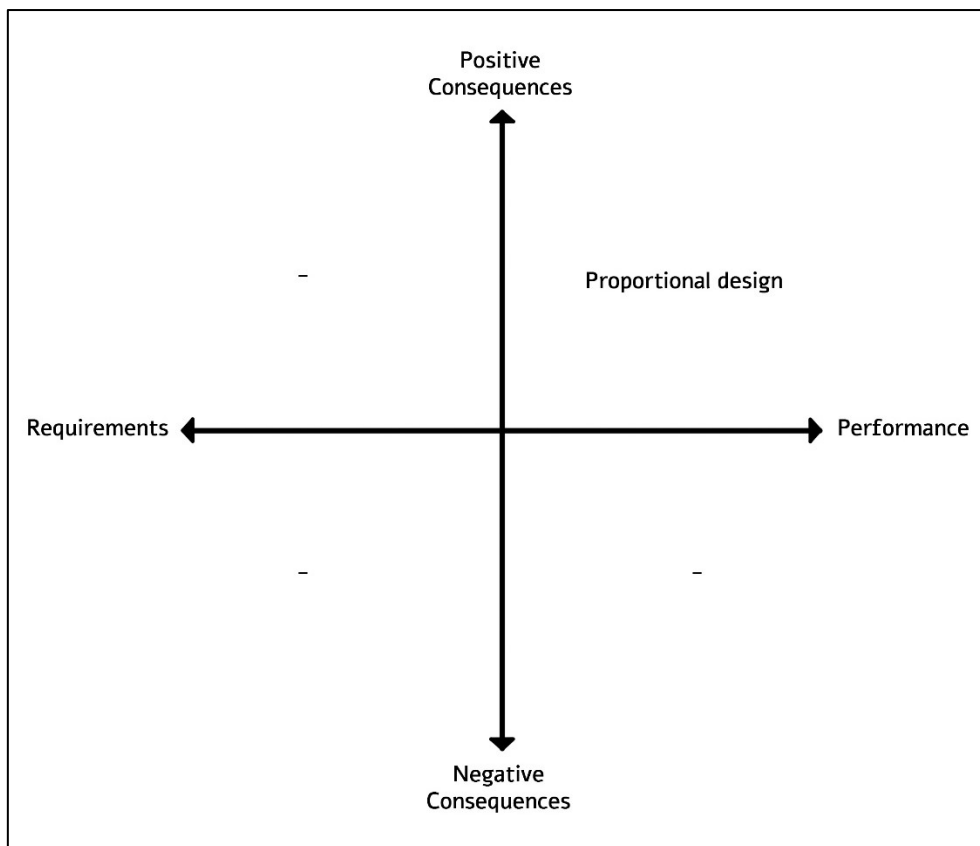 Positive
Consequences
–
Proportional design
Requirements
Performance
–
–
Negative
Consequences